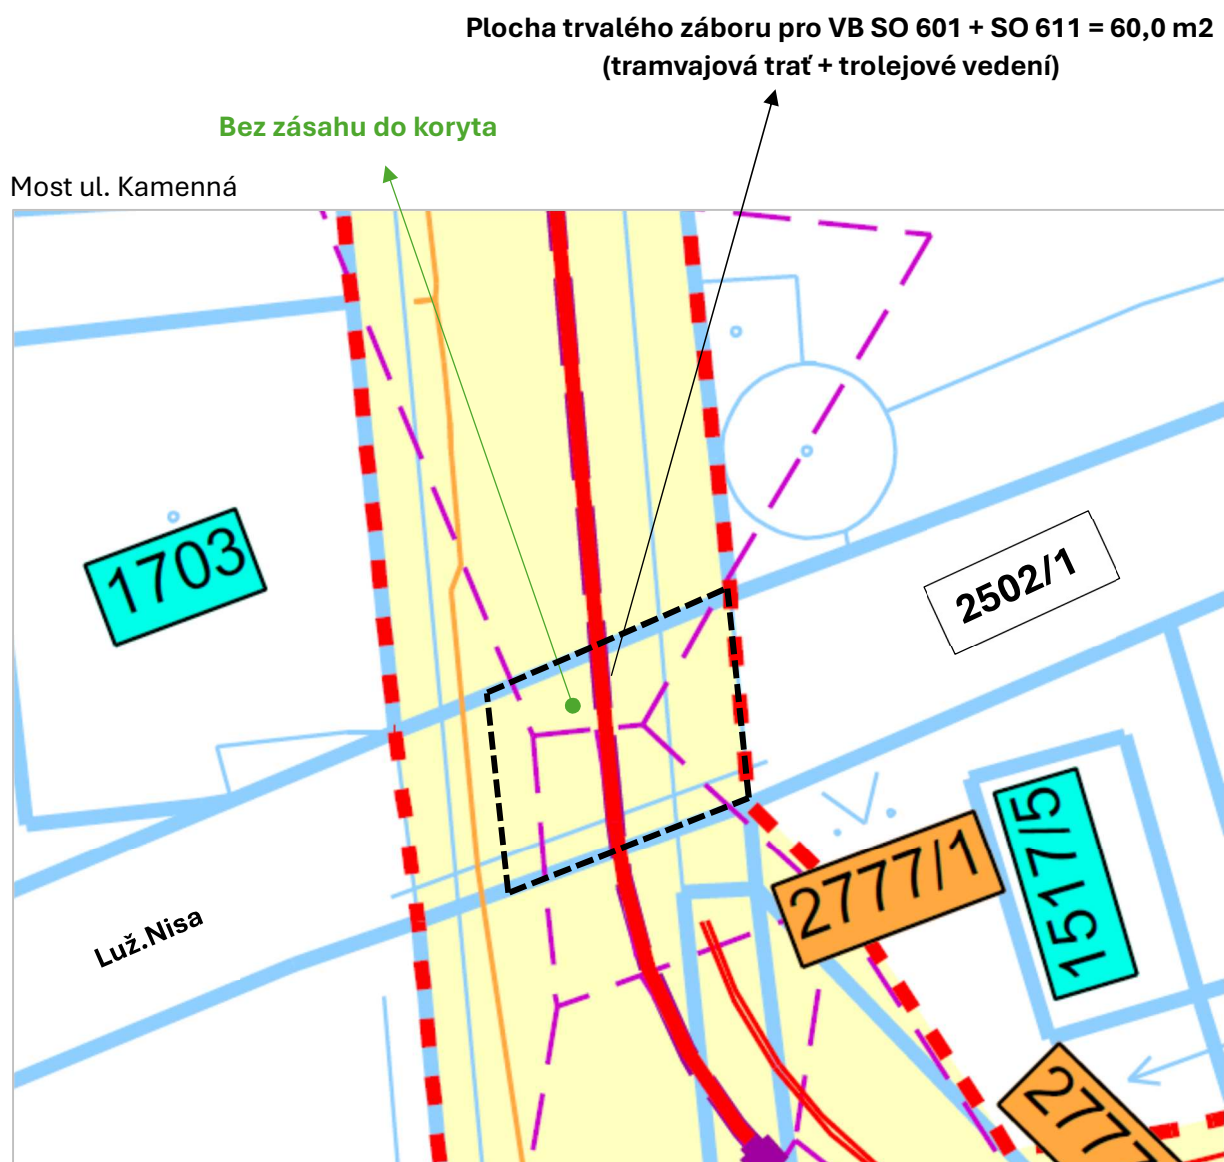 Plocha trvalého záboru pro VB SO 601 + SO 611 = 60,0 m2
(tramvajová trať + trolejové vedení)
Bez zásahu do koryta
Most ul. Kamenná
1703
2502/1
2777/1
1517/5
Luž.Nisa